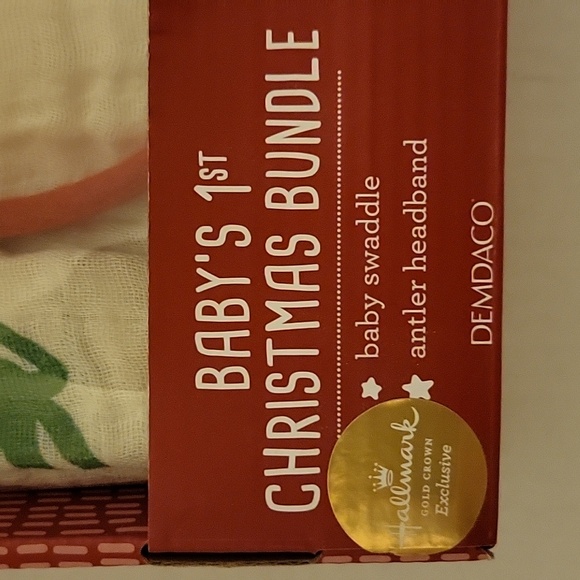 BABY'S 1ST
CHRISTMAS BUNDLE
baby swaddle
antler headband
DEMDACO
Hallmark
GOLD CROWN
Exclusive